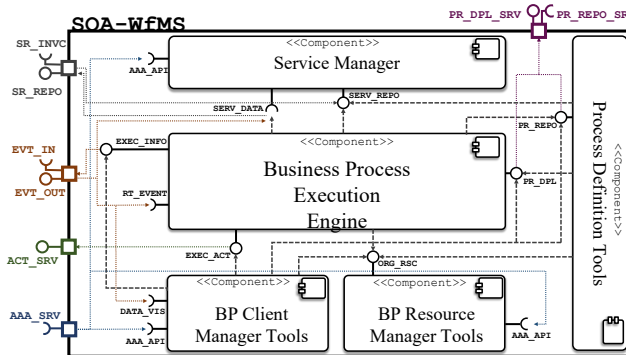 SOA-WfMS
PR_DPL_SRV
PR_REPO_SR
SR_INVC
SR_REPO
<<Component>>
Service Manager
AAA_API
SERV_DATA
SERV_REPO
EVT_IN
EVT_OUT
EXEC_INFO
<<Component>>
Business Process
Execution
Engine
RT_EVENT
PR_REPO
PR_DPL
<<Component>>
Process Definition Tools
ACT_SRV
EXEC_ACT
ORG_RSC
AAA_SRV
<<Component>>
BP Client
Manager Tools
DATA_VIS
AAA_API
<<Component>>
BP Resource
Manager Tools
AAA_API